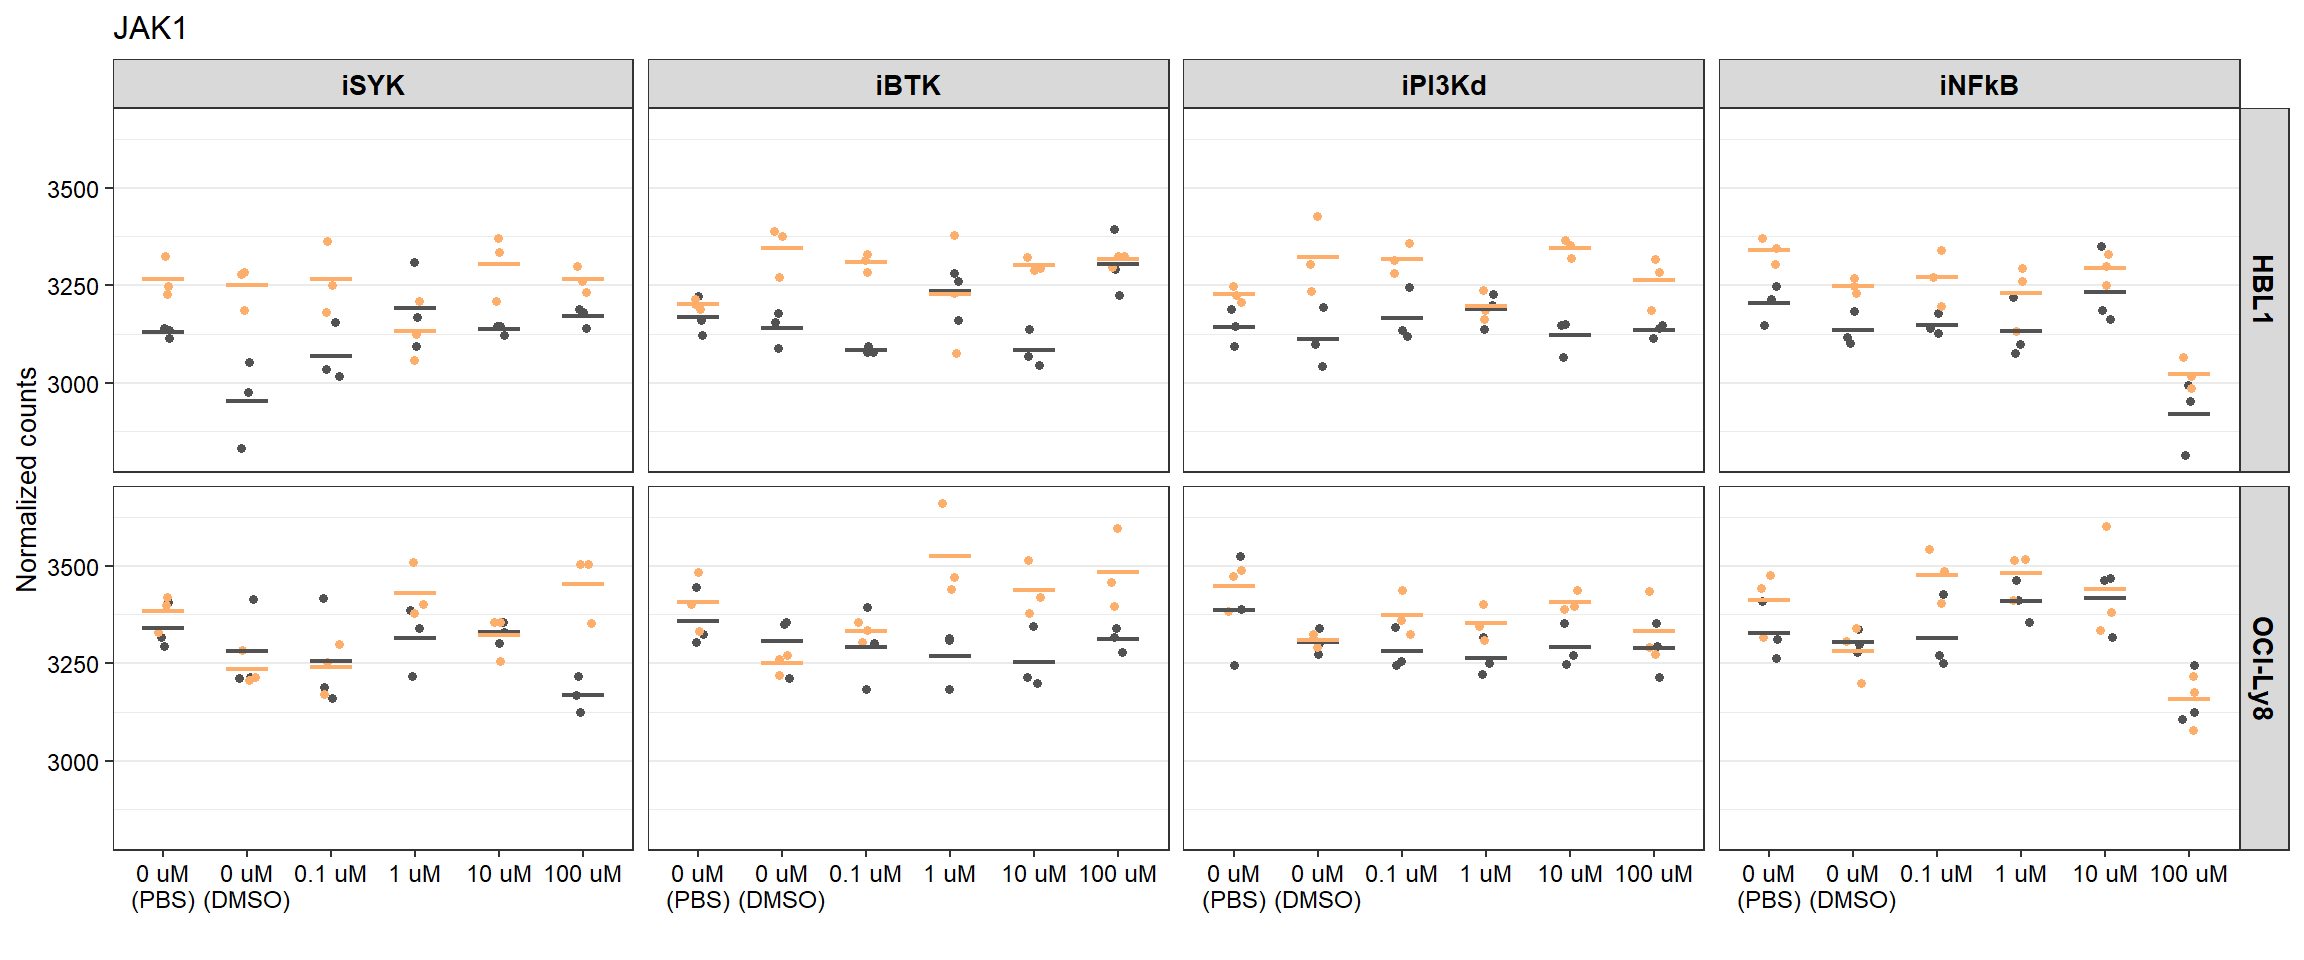 JAK1
iSYK iBTK iPI3Kd iNFkB
HBL1
OCI-Ly8
Normalized counts
3500
3250
3000
3500
3250
3000
0 uM 0 uM 0.1 uM 1 uM 10 uM 100 uM 0 uM 0 uM 0.1 uM 1 uM 10 uM 100 uM 0 uM 0 uM 0.1 uM 1 uM 10 uM 100 uM 0 uM 0 uM 0.1 uM 1 uM 10 uM 100 uM
(PBS) (DMSO) (PBS) (DMSO) (PBS) (DMSO) (PBS) (DMSO)